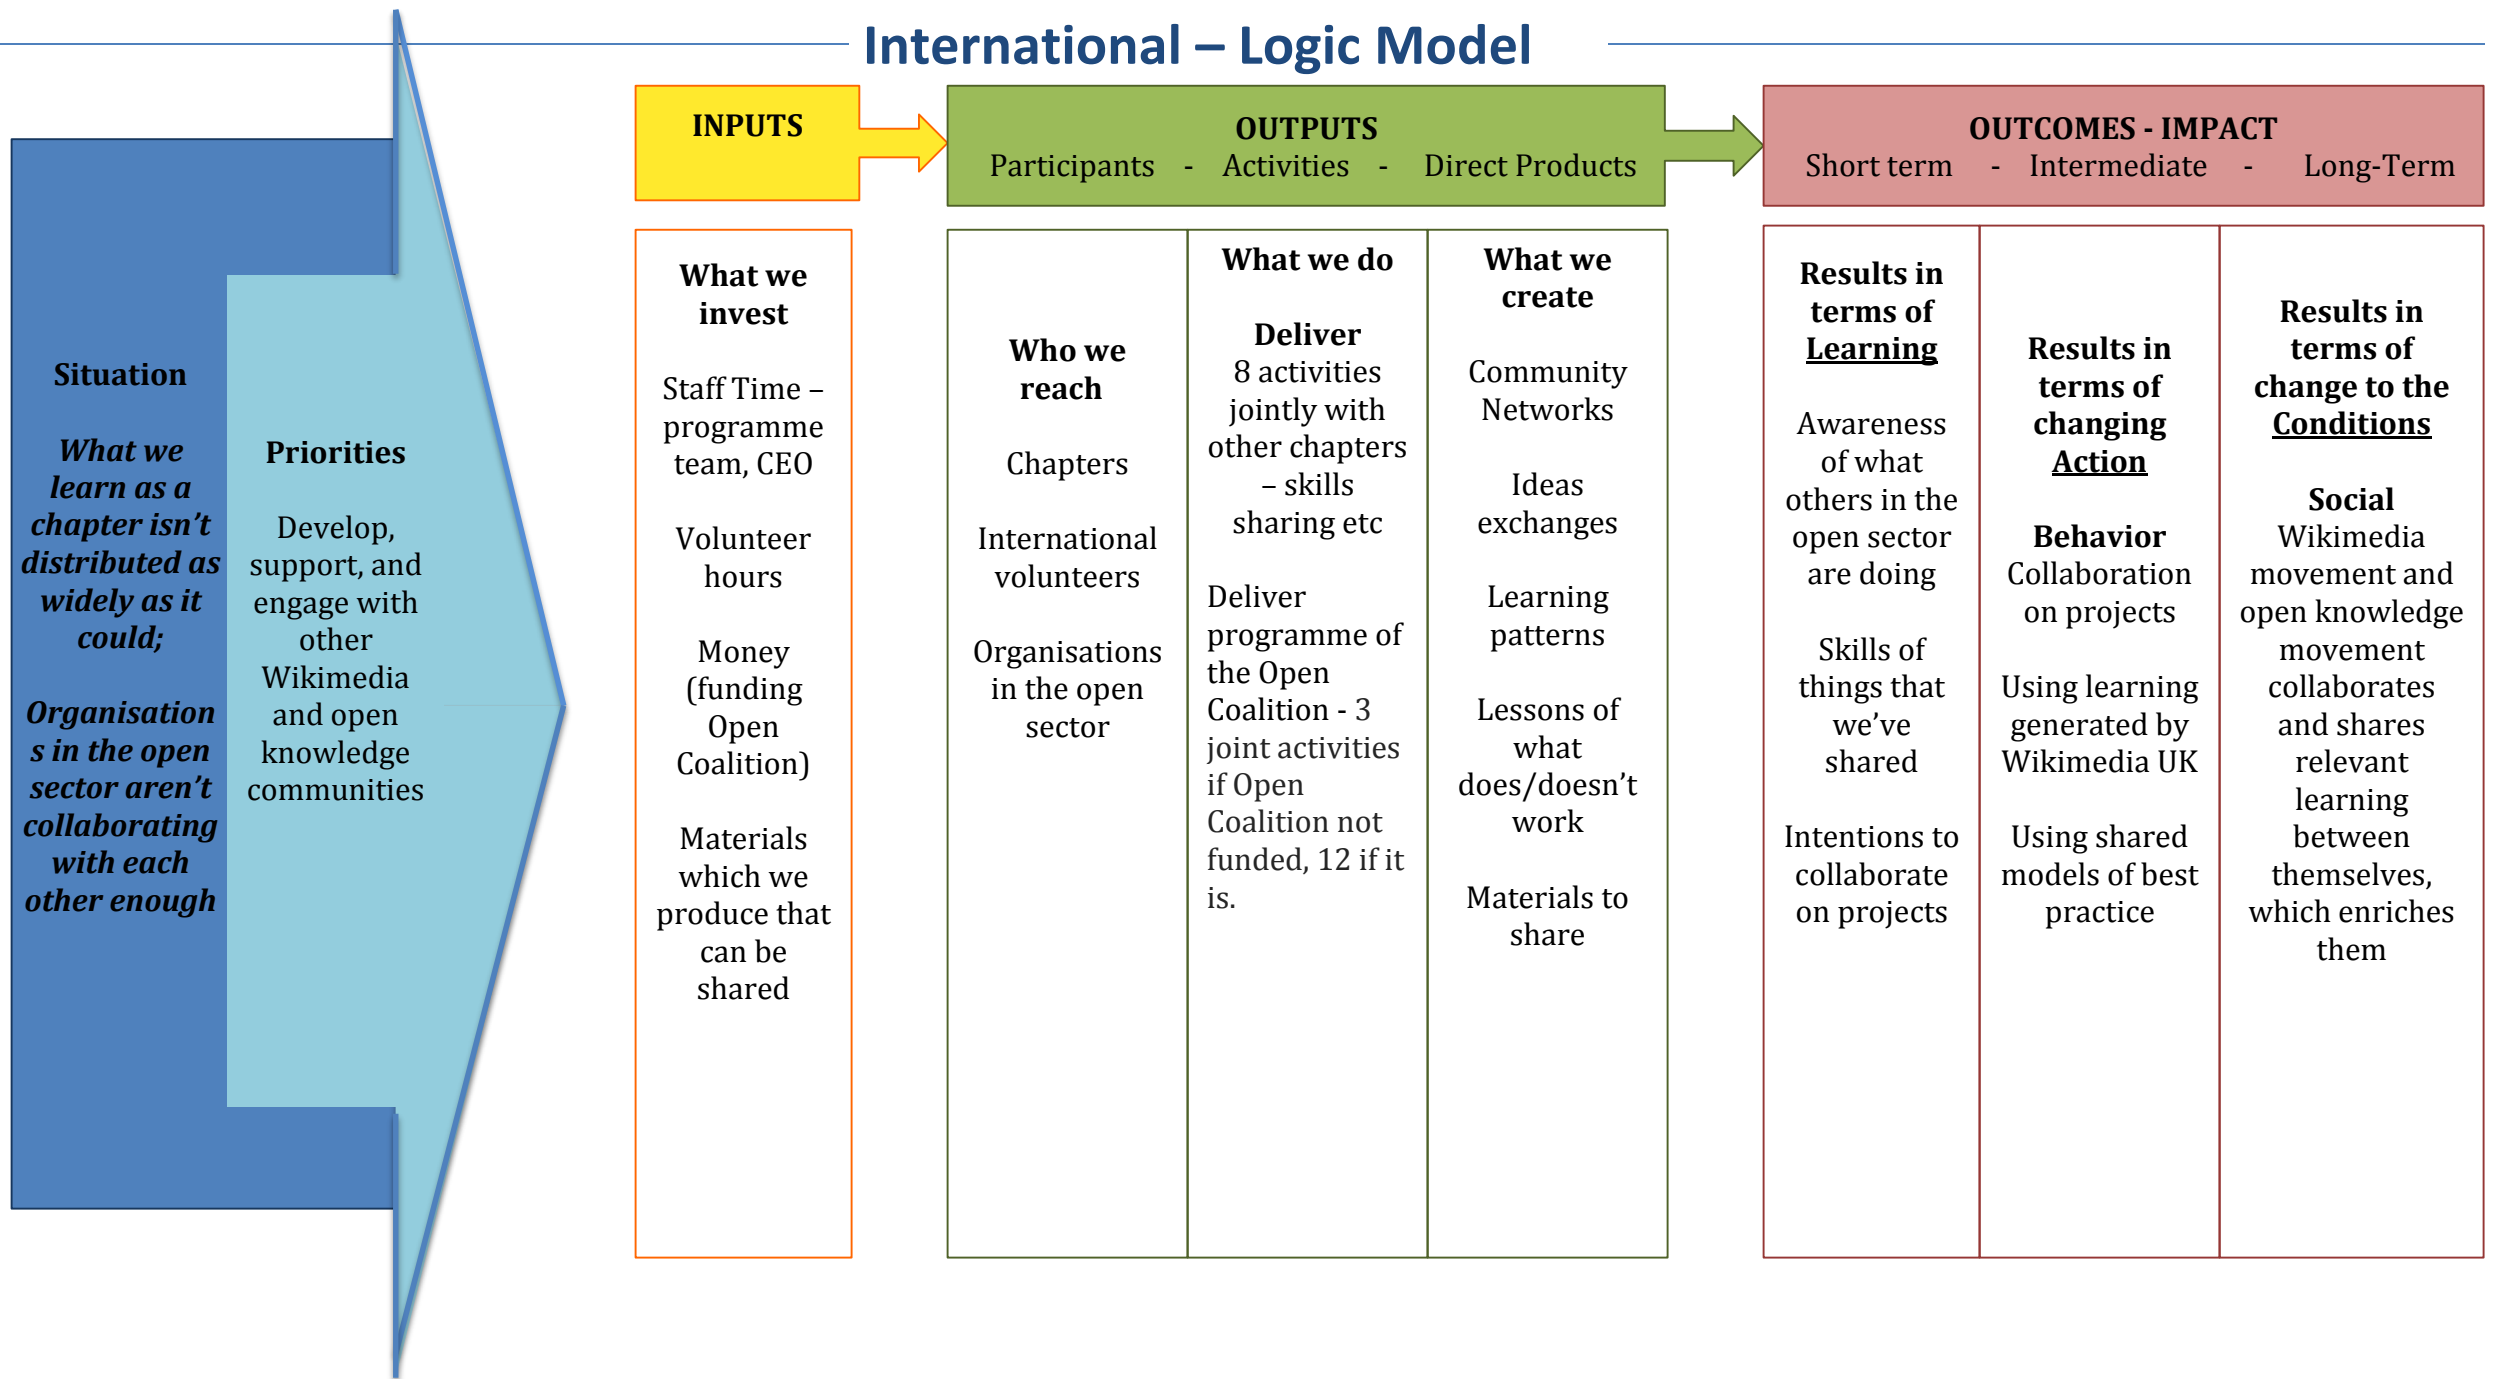 International – Logic Model
Situation
What we
learn as a
chapter isn’t
distributed as
widely as it
could;
Organisation
s in the open
sector aren’t
collaborating
with each
other enough
Priorities
Develop,
support, and
engage with
other
Wikimedia
and open
knowledge
communities
INPUTS
What we
invest
Staff Time –
programme
team, CEO
Volunteer
hours
Money
(funding
Open
Coalition)
Materials
which we
produce that
can be
shared
OUTPUTS
Participants - Activities - Direct Products
Who we
reach
Chapters
International
volunteers
Organisations
in the open
sector
What we do
Deliver
8 activities
jointly with
other chapters
– skills
sharing etc
Deliver
programme of
the Open
Coalition - 3
joint activities
if Open
Coalition not
funded, 12 if it
is.
What we
create
Community
Networks
Ideas
exchanges
Learning
patterns
Lessons of
what
does/doesn’t
work
Materials to
share
OUTCOMES - IMPACT
Short term - Intermediate - Long-Term
Results in
terms of
Learning
Awareness
of what
others in the
open sector
are doing
Skills of
things that
we’ve
shared
Intentions to
collaborate
on projects
Results in
terms of
changing
Action
Behavior
Collaboration
on projects
Using learning
generated by
Wikimedia UK
Using shared
models of best
practice
Results in
terms of
change to the
Conditions
Social
Wikimedia
movement and
open knowledge
movement
collaborates
and shares
relevant
learning
between
themselves,
which enriches
them